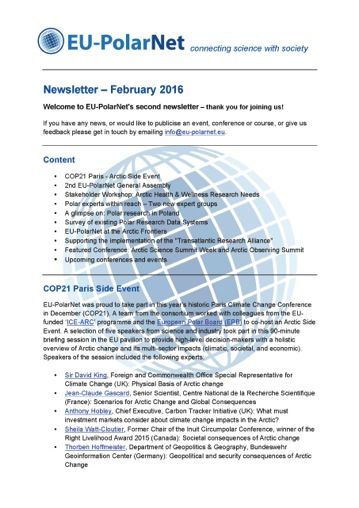 EU-PolarNet connecting science with society
Newsletter – February 2016
Welcome to EU-PolarNet's second newsletter – thank you for joining us!
If you have any news, or would like to publicise an event, conference or course, or give us
feedback please get in touch by emailing info@eu-polarnet.eu.
Content
• COP21 Paris - Arctic Side Event
• 2nd EU-PolarNet General Assembly
• Stakeholder Workshop: Arctic Health & Wellness Research Needs
• Polar experts within reach – Two new expert groups
• A glimpse on: Polar research in Poland
• Survey of existing Polar Research Data Systems
• EU-PolarNet at the Arctic Frontiers
• Supporting the implementation of the "Transatlantic Research Alliance"
• Featured Conference: Arctic Science Summit Week and Arctic Observing Summit
• Upcoming conferences and events
COP21 Paris Side Event
EU-PolarNet was proud to take part in this year's historic Paris Climate Change Conference
in December (COP21). A team from the consortium worked with colleagues from the EU-
funded 'ICE-ARC' programme and the European Polar Board (EPB) to co-host an Arctic Side
Event. A selection of five speakers from science and industry took part in this 90-minute
briefing session in the EU pavilion to provide high-level decision-makers with a holistic
overview of Arctic Change and its multi-sector impacts (climatic, societal, and economic).
Speakers of the session included the following experts:
• Sir David King, Foreign and Commonwealth Office Special Representative for
Climate Change (UK): Physical Basis of Arctic change
• Jean-Claude Gascard, Senior Scientist, Centre National de la Recherche Scientifique
(France): Scenarios for Arctic Change and Global Consequences
• Anthony Hobley, Chief Executive, Carbon Tracker Initiative (UK): What must
investment markets consider about climate change impacts in the Arctic?
• Sheila Watt-Cloutier, Former Chair of the Inuit Circumpolar Conference, winner of the
Right Livelihood Award 2015 (Canada): Societal consequences of Arctic change
• Thorben Hoffmeister, Department of Geopolitics & Geography, Bundeswehr
Geoinformation Center (Germany): Geopolitical and security consequences of Arctic
Change